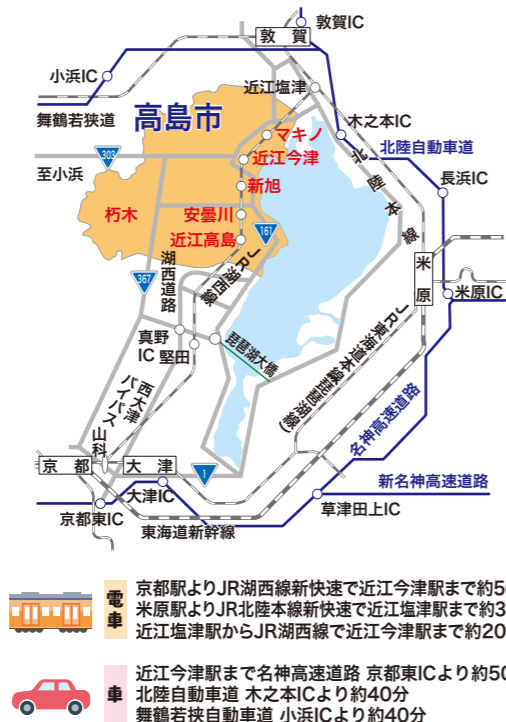 敦賀IC
敦賀
小浜IC
近江塩津
舞鶴若狭道
高島市
木之本IC
マキノ
北陸自動車道
303
近江今津
至小浜
北陸本線
新旭
長浜IC
朽木
安曇川
161
近江高島
米原
JR湖西線
湖西道路
367
米原IC
真野IC
堅田
琵琶湖大橋
JR東海道本線(琵琶湖線)
西大津バイパス
名神高速道路
山科
京都
大津
1
新名神高速道路
大津IC
草津田上IC
京都東IC
東海道新幹線
電車
京都駅よりJR湖西線新快速で近江今津駅まで約5
米原駅よりJR北陸本線新快速で近江塩津駅まで約3
近江塩津駅からJR湖西線で近江今津駅まで約20
車
近江今津駅まで名神高速道路 京都東ICより約50
北陸自動車道 木之本ICより約40分
舞鶴若狭自動車道 小浜ICより約40分